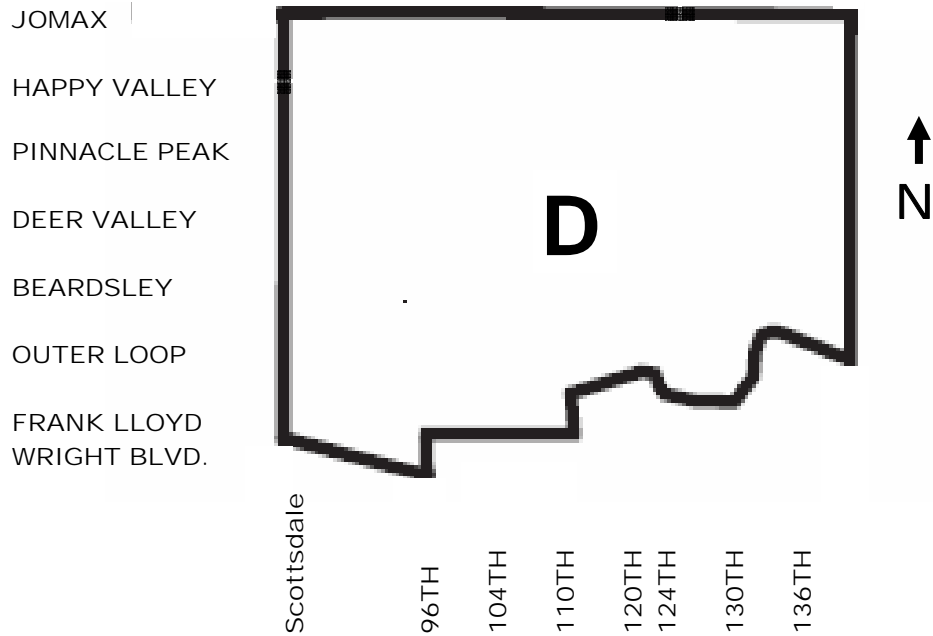 JOMAX
HAPPY VALLEY
PINNACLE PEAK
DEER VALLEY
BEARDSLEY
OUTER LOOP
FRANK LLOYD
WRIGHT BLVD.
D
N
Scottsdale
96TH
104TH
110TH
120TH
124TH
130TH
136TH